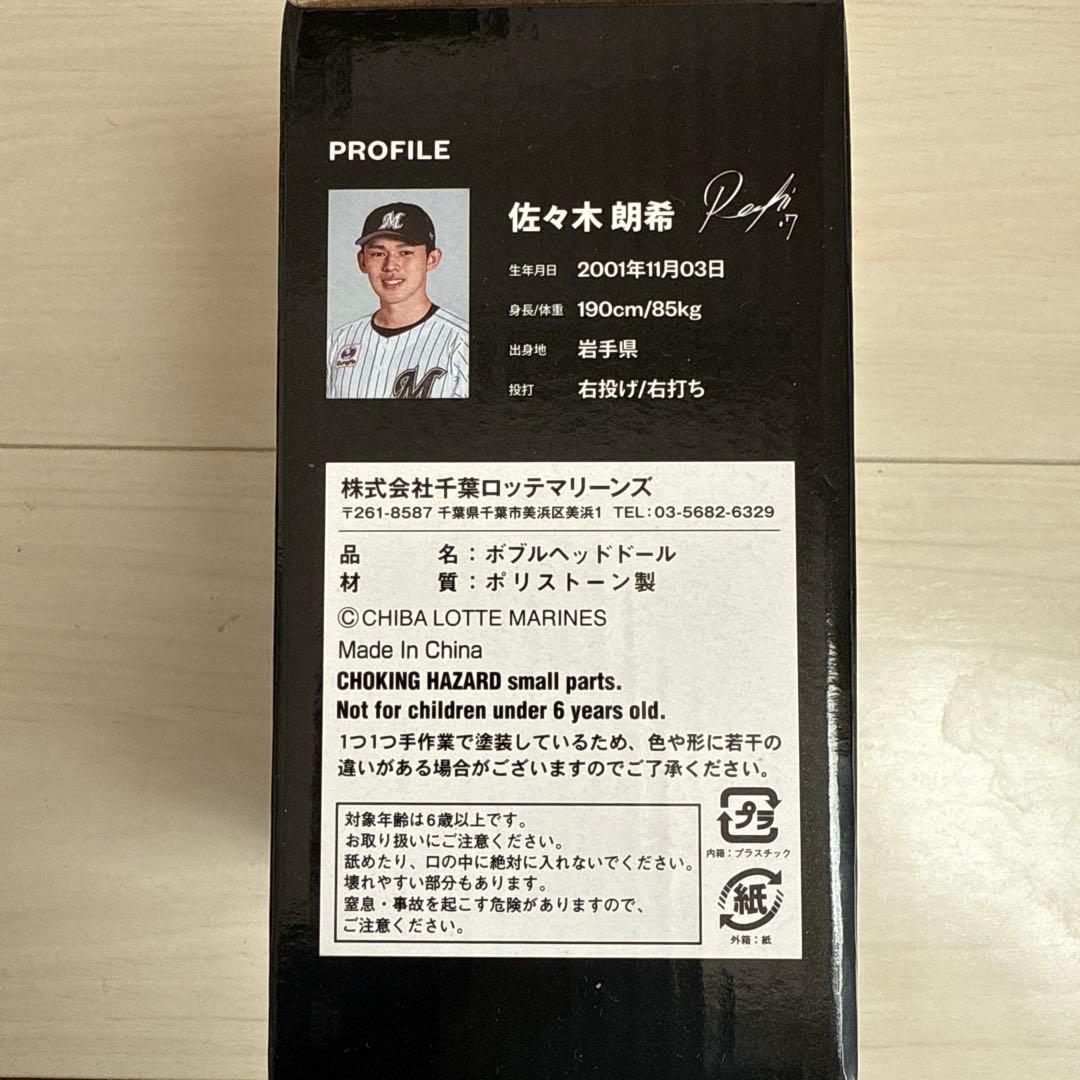 PROFILE
佐々木 朗希
Roki .17
生年月日 2001年11月03日
身長/体重 190cm/85kg
出身地 岩手県
投打 右投げ/右打ち
M
M
株式会社千葉ロッテマリーンズ
〒261-8587 千葉県千葉市美浜区美浜1 TEL:03-5682-6329
品 名:ボブルヘッドドール
材 質:ポリストーン製
©CHIBA LOTTE MARINES
Made In China
CHOKING HAZARD small parts.
Not for children under 6 years old.
1つ1つ手作業で塗装しているため、色や形に若干の
違いがある場合がございますのでご了承ください。
対象年齢は6歳以上です。
お取り扱いにご注意ください。
舐めたり、口の中に絶対に入れないでください。
壊れやすい部分もあります。
窒息・事故を起こす危険がありますので、
ご注意ください。
プラ
内箱:プラスチック
紙
外箱:紙